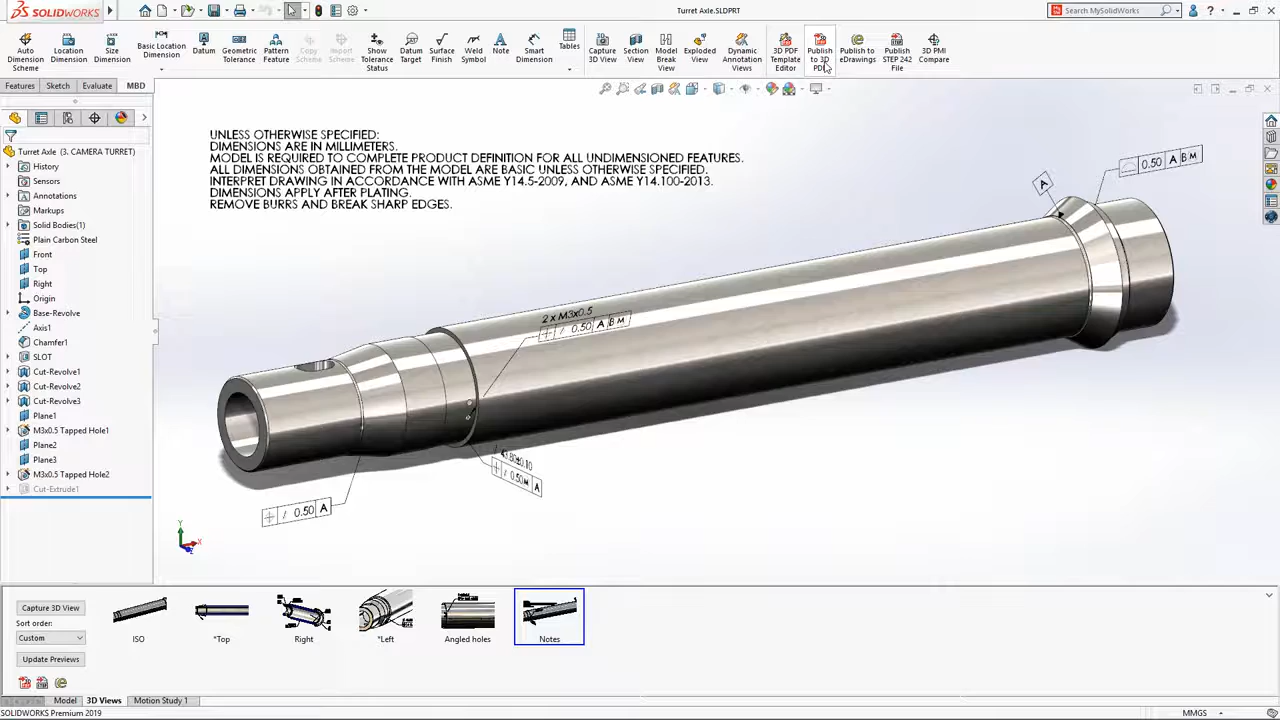 SOLIDWORKS
Turret Axle.SLDPRT
Search MySolidWorks
Auto Dimension Scheme
Location Dimension
Size Dimension
Basic Location Dimension
Datum
Geometric Tolerance
Pattern Feature
Copy Scheme
Import Scheme
Show Tolerance Status
Datum Target
Surface Finish
Weld Symbol
Note
Smart Dimension
Tables
Capture 3D View
Section View
Model Break View
Exploded View
Dynamic Annotation Views
3D PDF Template Editor
Publish to 3D PDF
Publish to eDrawings
Publish STEP 242 File
3D PMI Compare
Features
Sketch
Evaluate
MBD
Turret Axle (3. CAMERA TURRET)
History
Sensors
Annotations
Markups
Solid Bodies(1)
Plain Carbon Steel
Front
Top
Right
Origin
Base-Revolve
Axis1
Chamfer1
SLOT
Cut-Revolve1
Cut-Revolve2
Cut-Revolve3
Plane1
M3x0.5 Tapped Hole1
Plane2
Plane3
M3x0.5 Tapped Hole2
Cut-Extrude1
UNLESS OTHERWISE SPECIFIED:
DIMENSIONS ARE IN MILLIMETERS.
MODEL IS REQUIRED TO COMPLETE PRODUCT DEFINITION FOR ALL UNDIMENSIONED FEATURES.
ALL DIMENSIONS OBTAINED FROM THE MODEL ARE BASIC UNLESS OTHERWISE SPECIFIED.
INTERPRET DRAWING IN ACCORDANCE WITH ASME Y14.5-2009, AND ASME Y14.100-2013.
DIMENSIONS APPLY AFTER PLATING.
REMOVE BURRS AND BREAK SHARP EDGES.
A
0.50 A B M
2 x M3x0.5
0.50 A B M
0.50 M A
0.50 A
Y
X
Z
Capture 3D View
Sort order:
Custom
Update Previews
ISO
*Top
Right
*Left
Angled holes
Notes
Model
3D Views
Motion Study 1
SOLIDWORKS Premium 2019
MMGS